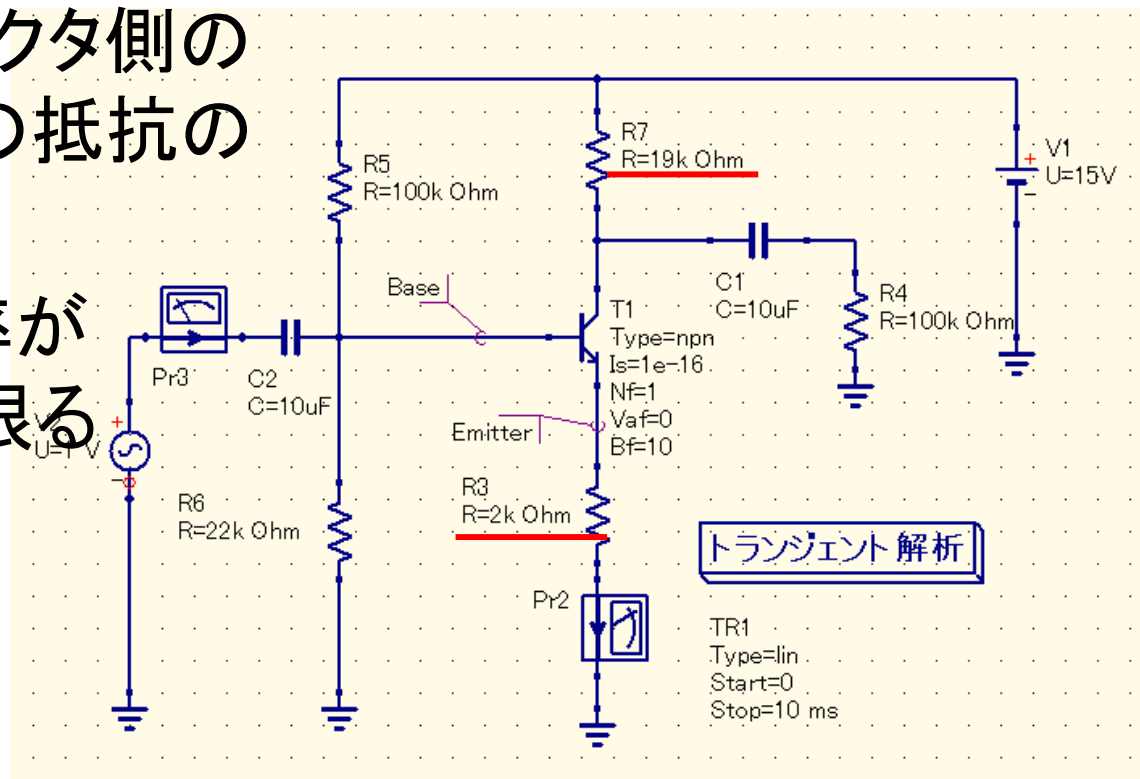 クタ側の
の抵抗の
率が
限る
R7
R=19k Ohm
V1
+
U=15V
-
R5
R=100k Ohm
Base
C1
C=10uF
R4
R=100k Ohm
T1
Type=npn
Is=1e-16
Nf=1
Vaf=0
Bf=10
Pr3
C2
C=10uF
+
U=1 V
-
Emitter
R3
R=2k Ohm
R6
R=22k Ohm
トランジェント解析
Pr2
TR1
Type=lin
Start=0
Stop=10 ms